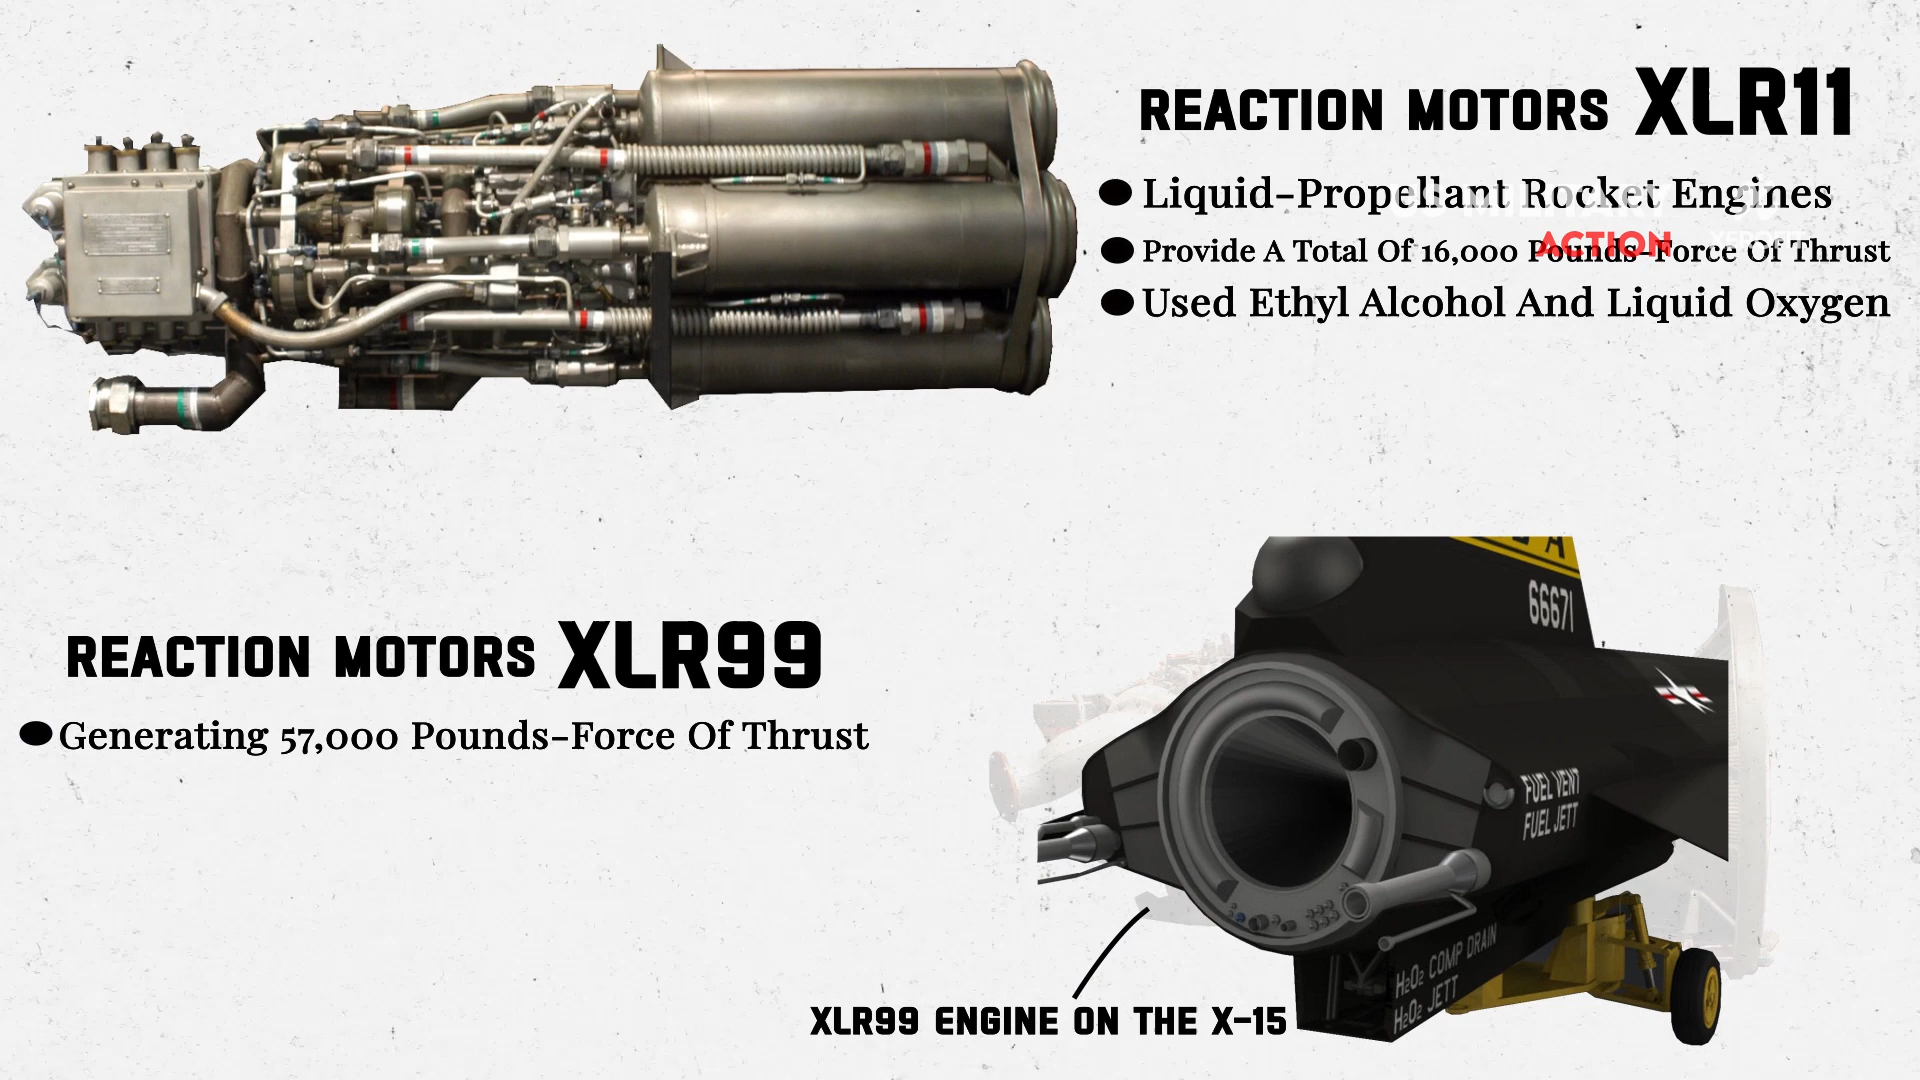 REACTION MOTORS XLR11
Liquid-Propellant Rocket Engines
Provide A Total Of 16,000 Pounds-Force Of Thrust
ACTION
Used Ethyl Alcohol And Liquid Oxygen
66671
REACTION MOTORS XLR99
Generating 57,000 Pounds-Force Of Thrust
FUEL VENT
FUEL JETT
H2O2 COMP DRAIN
H2O2 JETT
XLR99 ENGINE ON THE X-15